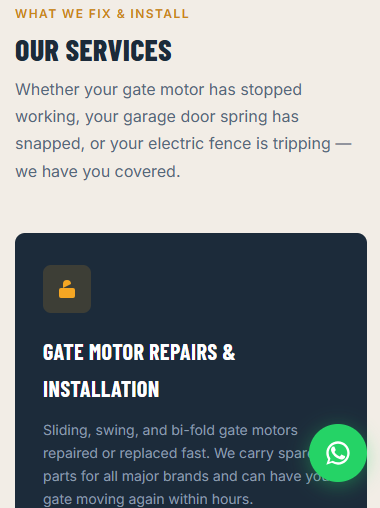 WHAT WE FIX & INSTALL
OUR SERVICES
Whether your gate motor has stopped
working, your garage door spring has
snapped, or your electric fence is tripping —
we have you covered.
GATE MOTOR REPAIRS &
INSTALLATION
Sliding, swing, and bi-fold gate motors
repaired or replaced fast. We carry
parts for all major brands and can have
gate moving again within hours.